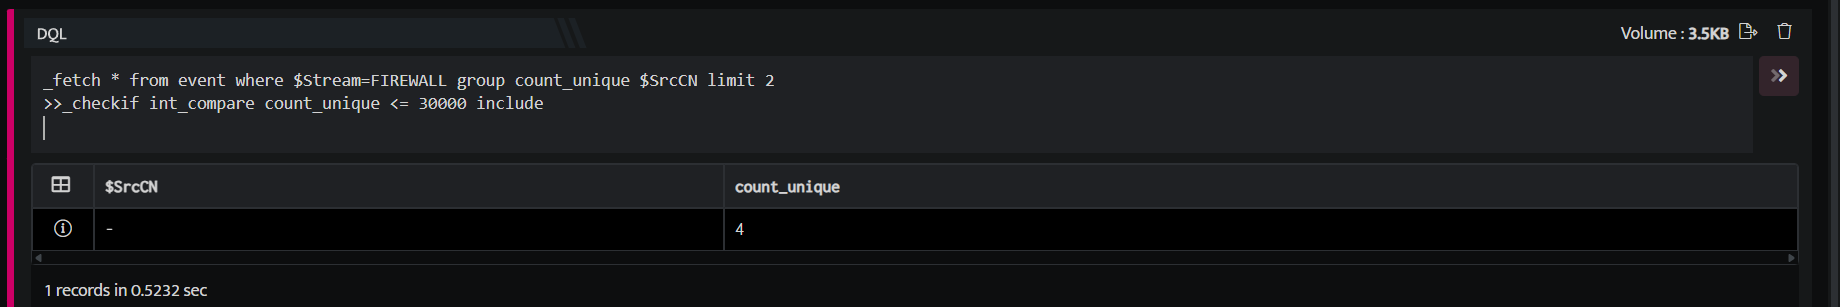 DQL
Volume : 3.5KB
_fetch * from event where $Stream=FIREWALL group count_unique $SrcCN limit 2
>>_checkif int_compare count_unique <= 30000 include
$SrcCN count_unique
- 4
1 records in 0.5232 sec